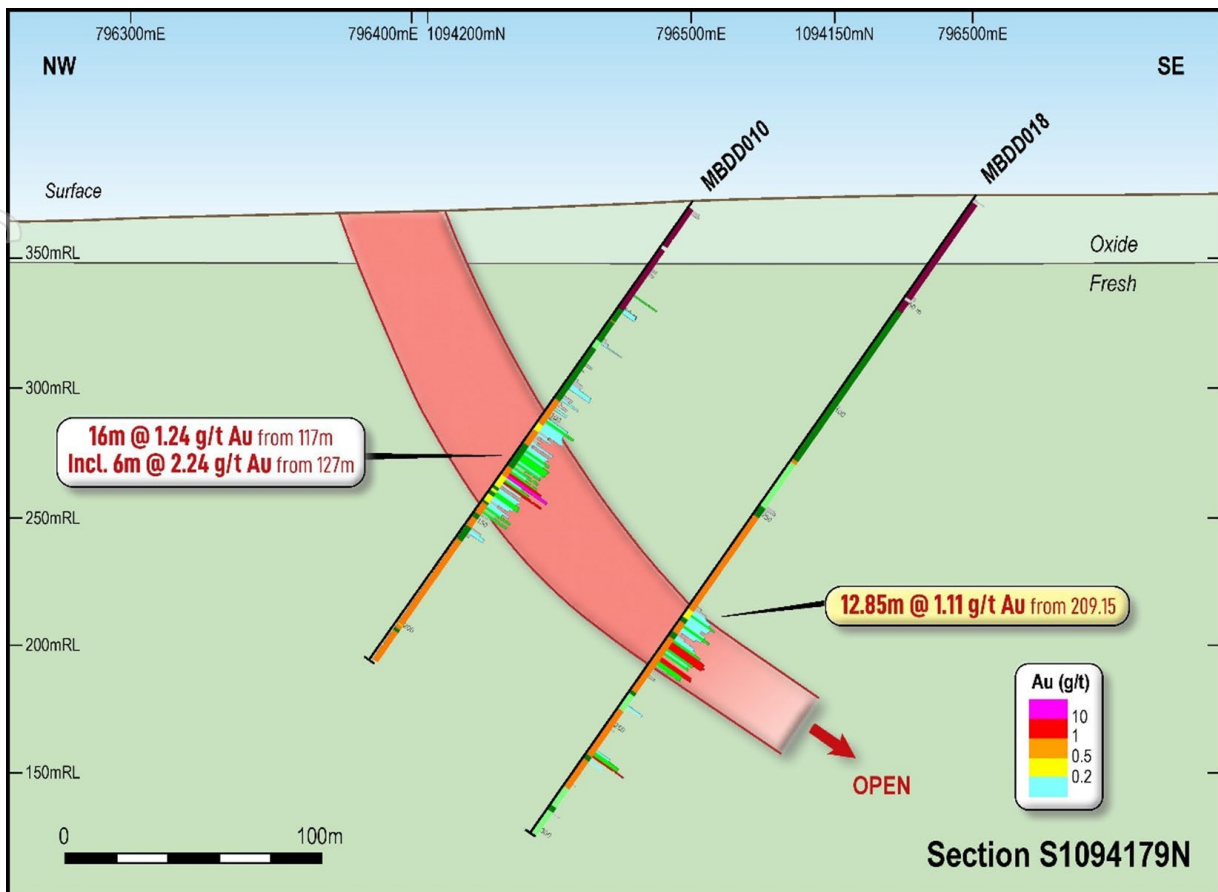 796300mE
796400mE
1094200mN
796500mE
1094150mN
796500mE
NW
SE
MBDD010
MBDD018
Surface
350mRL
Oxide
Fresh
300mRL
16m @ 1.24 g/t Au from 117m
Incl. 6m @ 2.24 g/t Au from 127m
250mRL
12.85m @ 1.11 g/t Au from 209.15
200mRL
Au (g/t)
10
1
0.5
0.2
150mRL
OPEN
0
100m
Section S1094179N